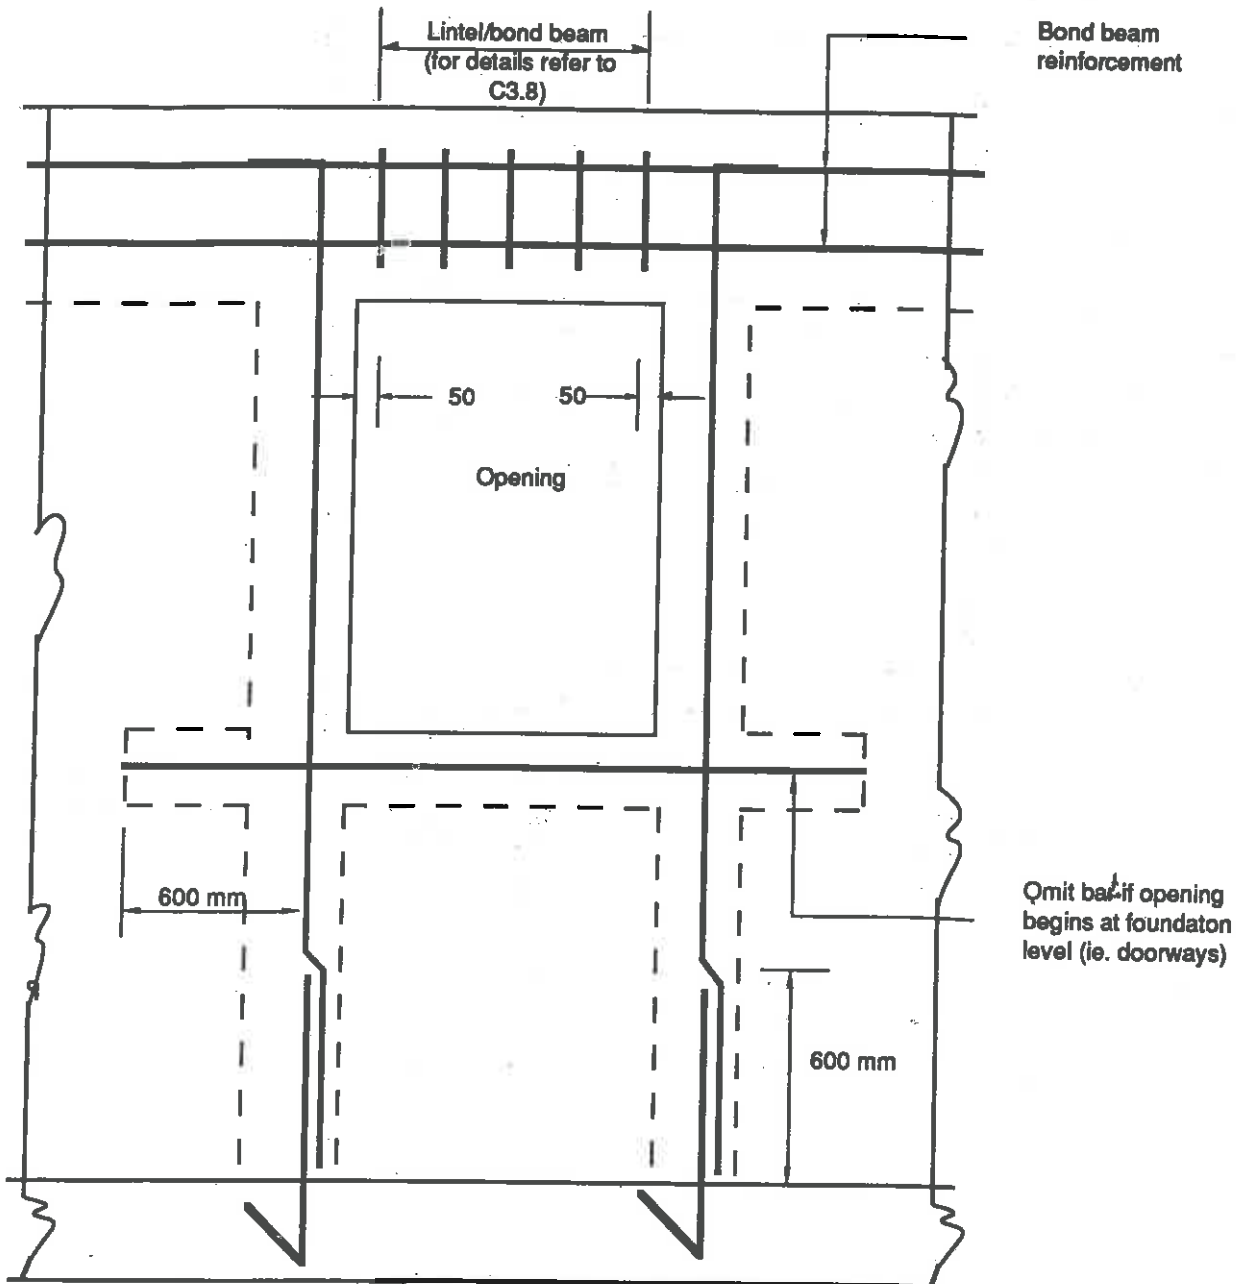 Lintel/bond beam
(for details refer to
C3.8)
Bond beam
reinforcement
50
50
Opening
600 mm
Omit bar if opening
begins at foundaton
level (ie. doorways)
600 mm